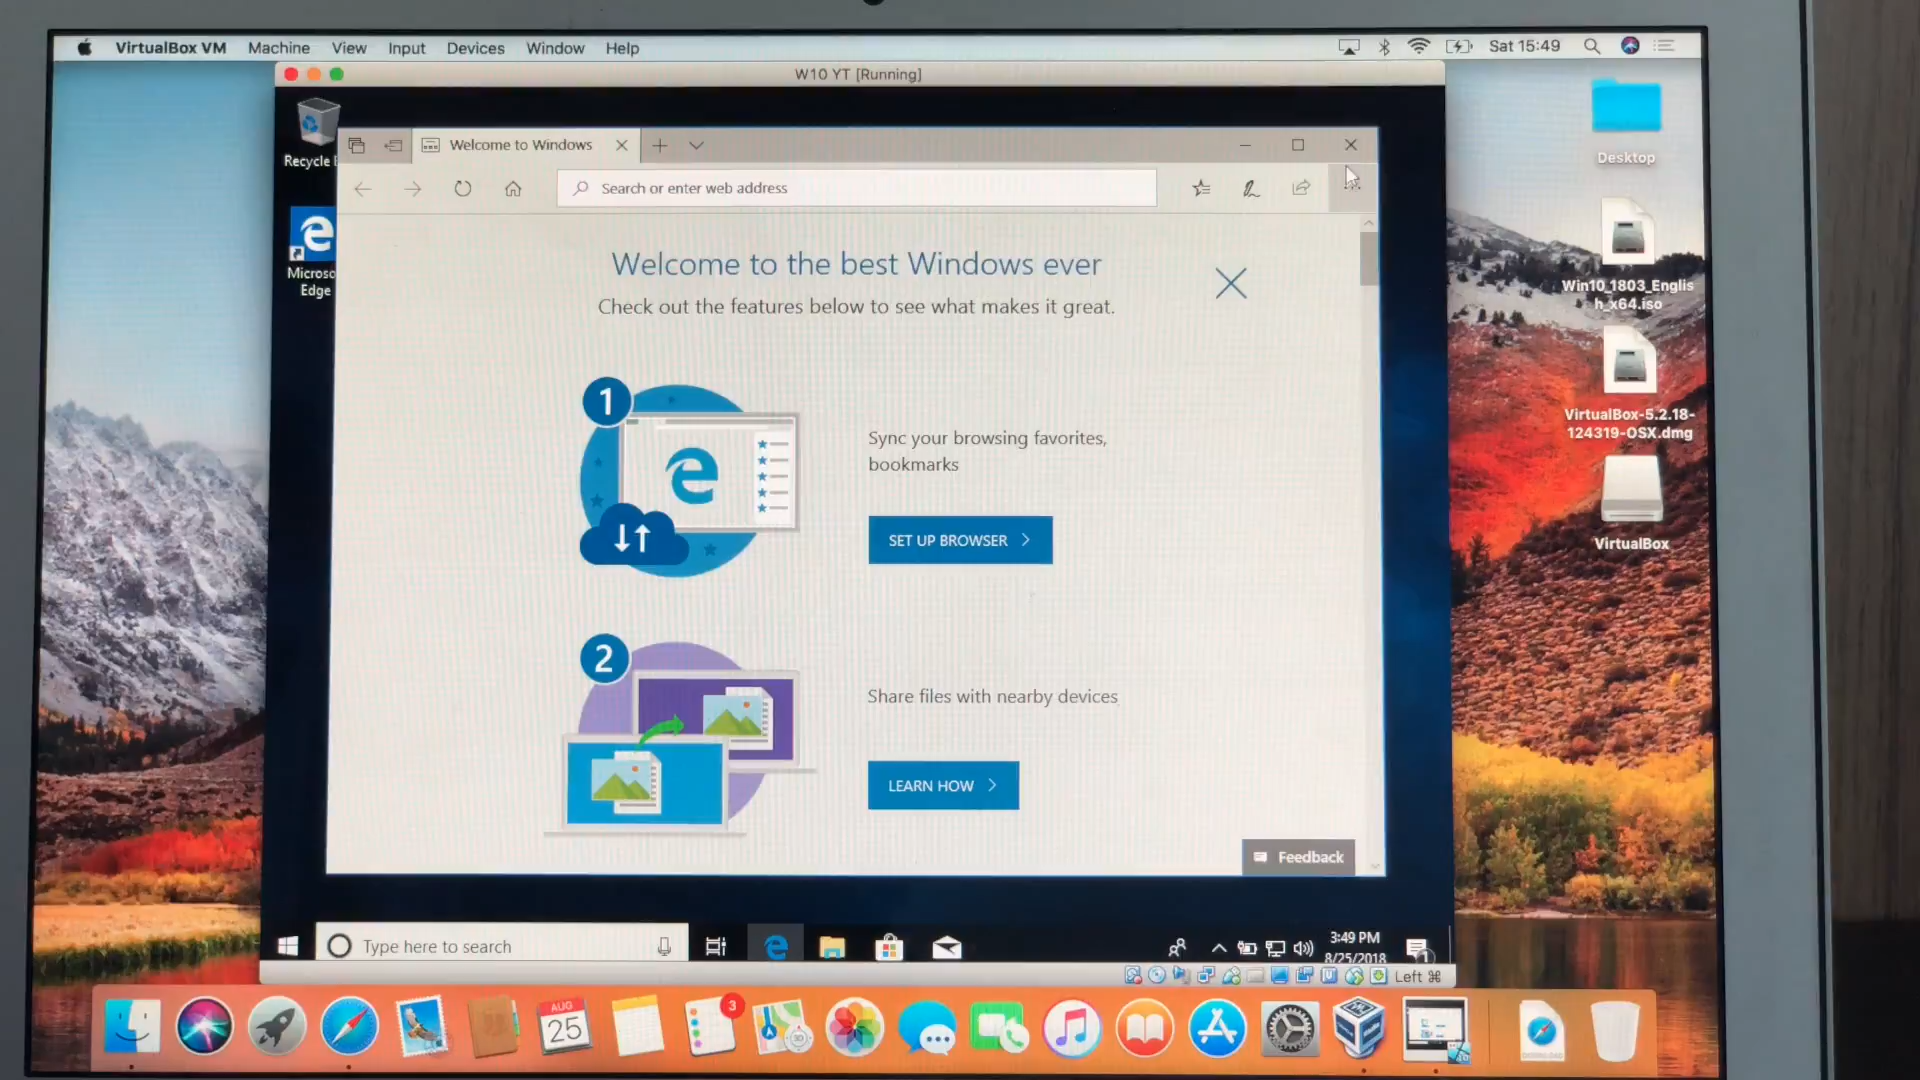 VirtualBox VM Machine View Input Devices Window Help Sat 15:49
W10 YT [Running]
Recycle
Welcome to Windows
Desktop
Search or enter web address
Microso
Edge
Welcome to the best Windows ever
Check out the features below to see what makes it great.
Win10_1803_Englis
h_x64.iso
1
Sync your browsing favorites,
bookmarks
VirtualBox-5.2.18-
124319-OSX.dmg
SET UP BROWSER
VirtualBox
2
Share files with nearby devices
LEARN HOW
Feedback
Type here to search
3:49 PM
8/25/2018
1
Left ⌘
AUG
25
3
3D